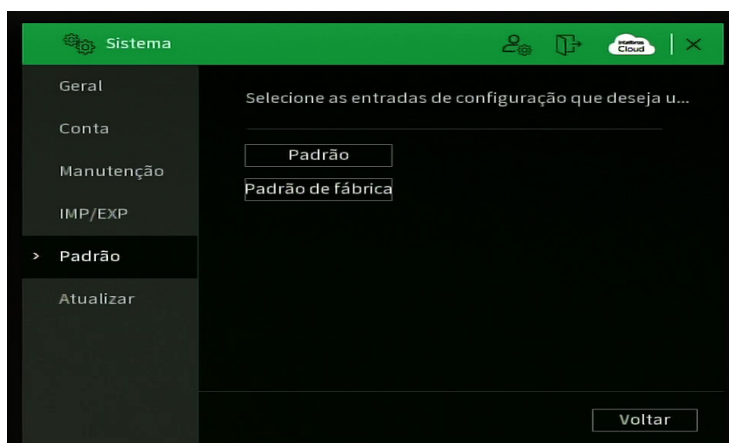 Sistema
intelbras
Cloud
Geral
Conta
Manutenção
IMP/EXP
> Padrão
Atualizar
Selecione as entradas de configuração que deseja u...
Padrão
Padrão de fábrica
Voltar